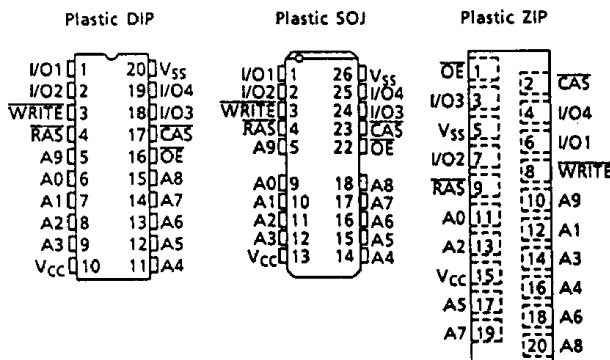 Plastic DIP
I/O1 1 20 VSS
I/O2 2 19 I/O4
WRITE 3 18 I/O3
RAS 4 17 CAS
A9 5 16 OE
A0 6 15 A8
A1 7 14 A7
A2 8 13 A6
A3 9 12 A5
VCC 10 11 A4
Plastic SOJ
I/O1 1 26 VSS
I/O2 2 25 I/O4
WRITE 3 24 I/O3
RAS 4 23 CAS
A9 5 22 OE
A0 9 18 A8
A1 10 17 A7
A2 11 16 A6
A3 12 15 A5
VCC 13 14 A4
Plastic ZIP
OE 1
2 CAS
I/O3 3
4 I/O4
VSS 5
6 I/O1
I/O2 7
8 WRITE
RAS 9
10 A9
A0 11
12 A1
A2 13
14 A3
VCC 15
16 A4
A5 17
18 A6
A7 19
20 A8